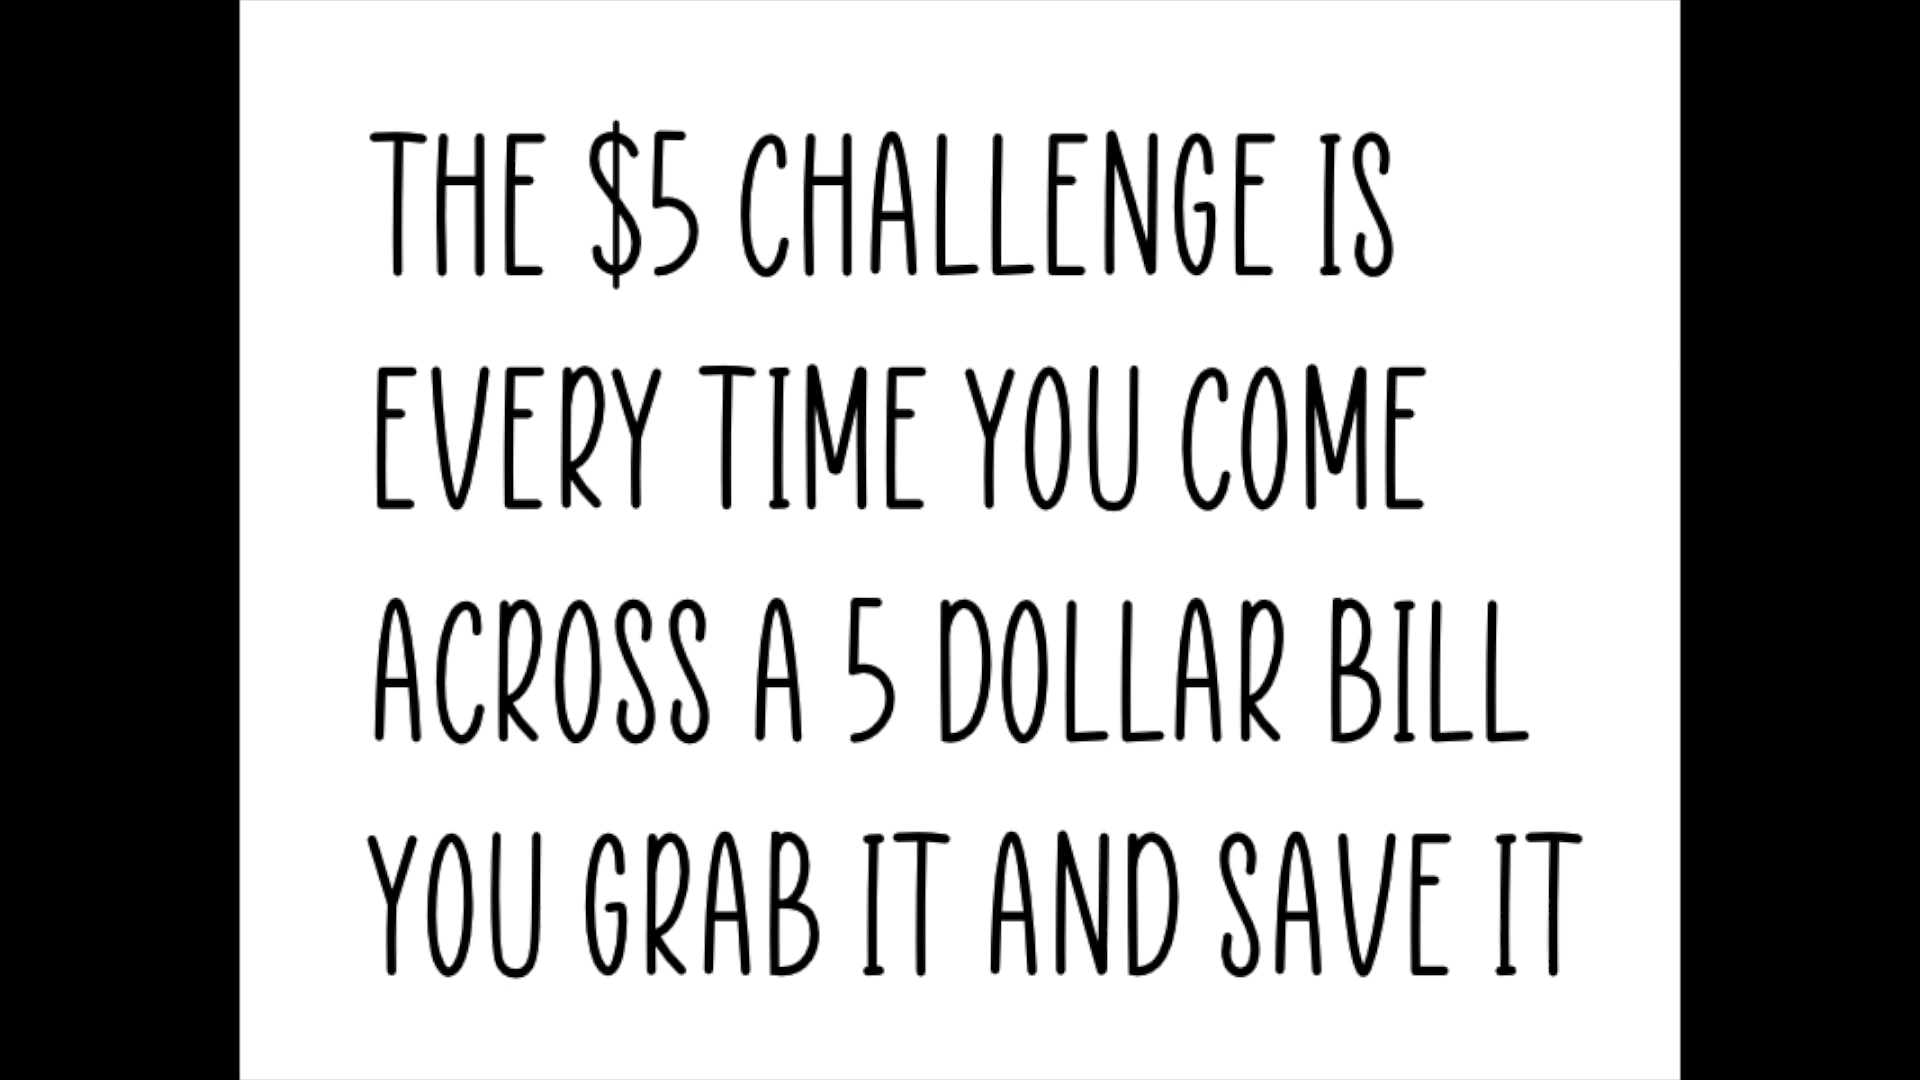 THE $5 CHALLENGE IS
EVERY TIME YOU COME
ACROSS A 5 DOLLAR BILL
YOU GRAB IT AND SAVE IT